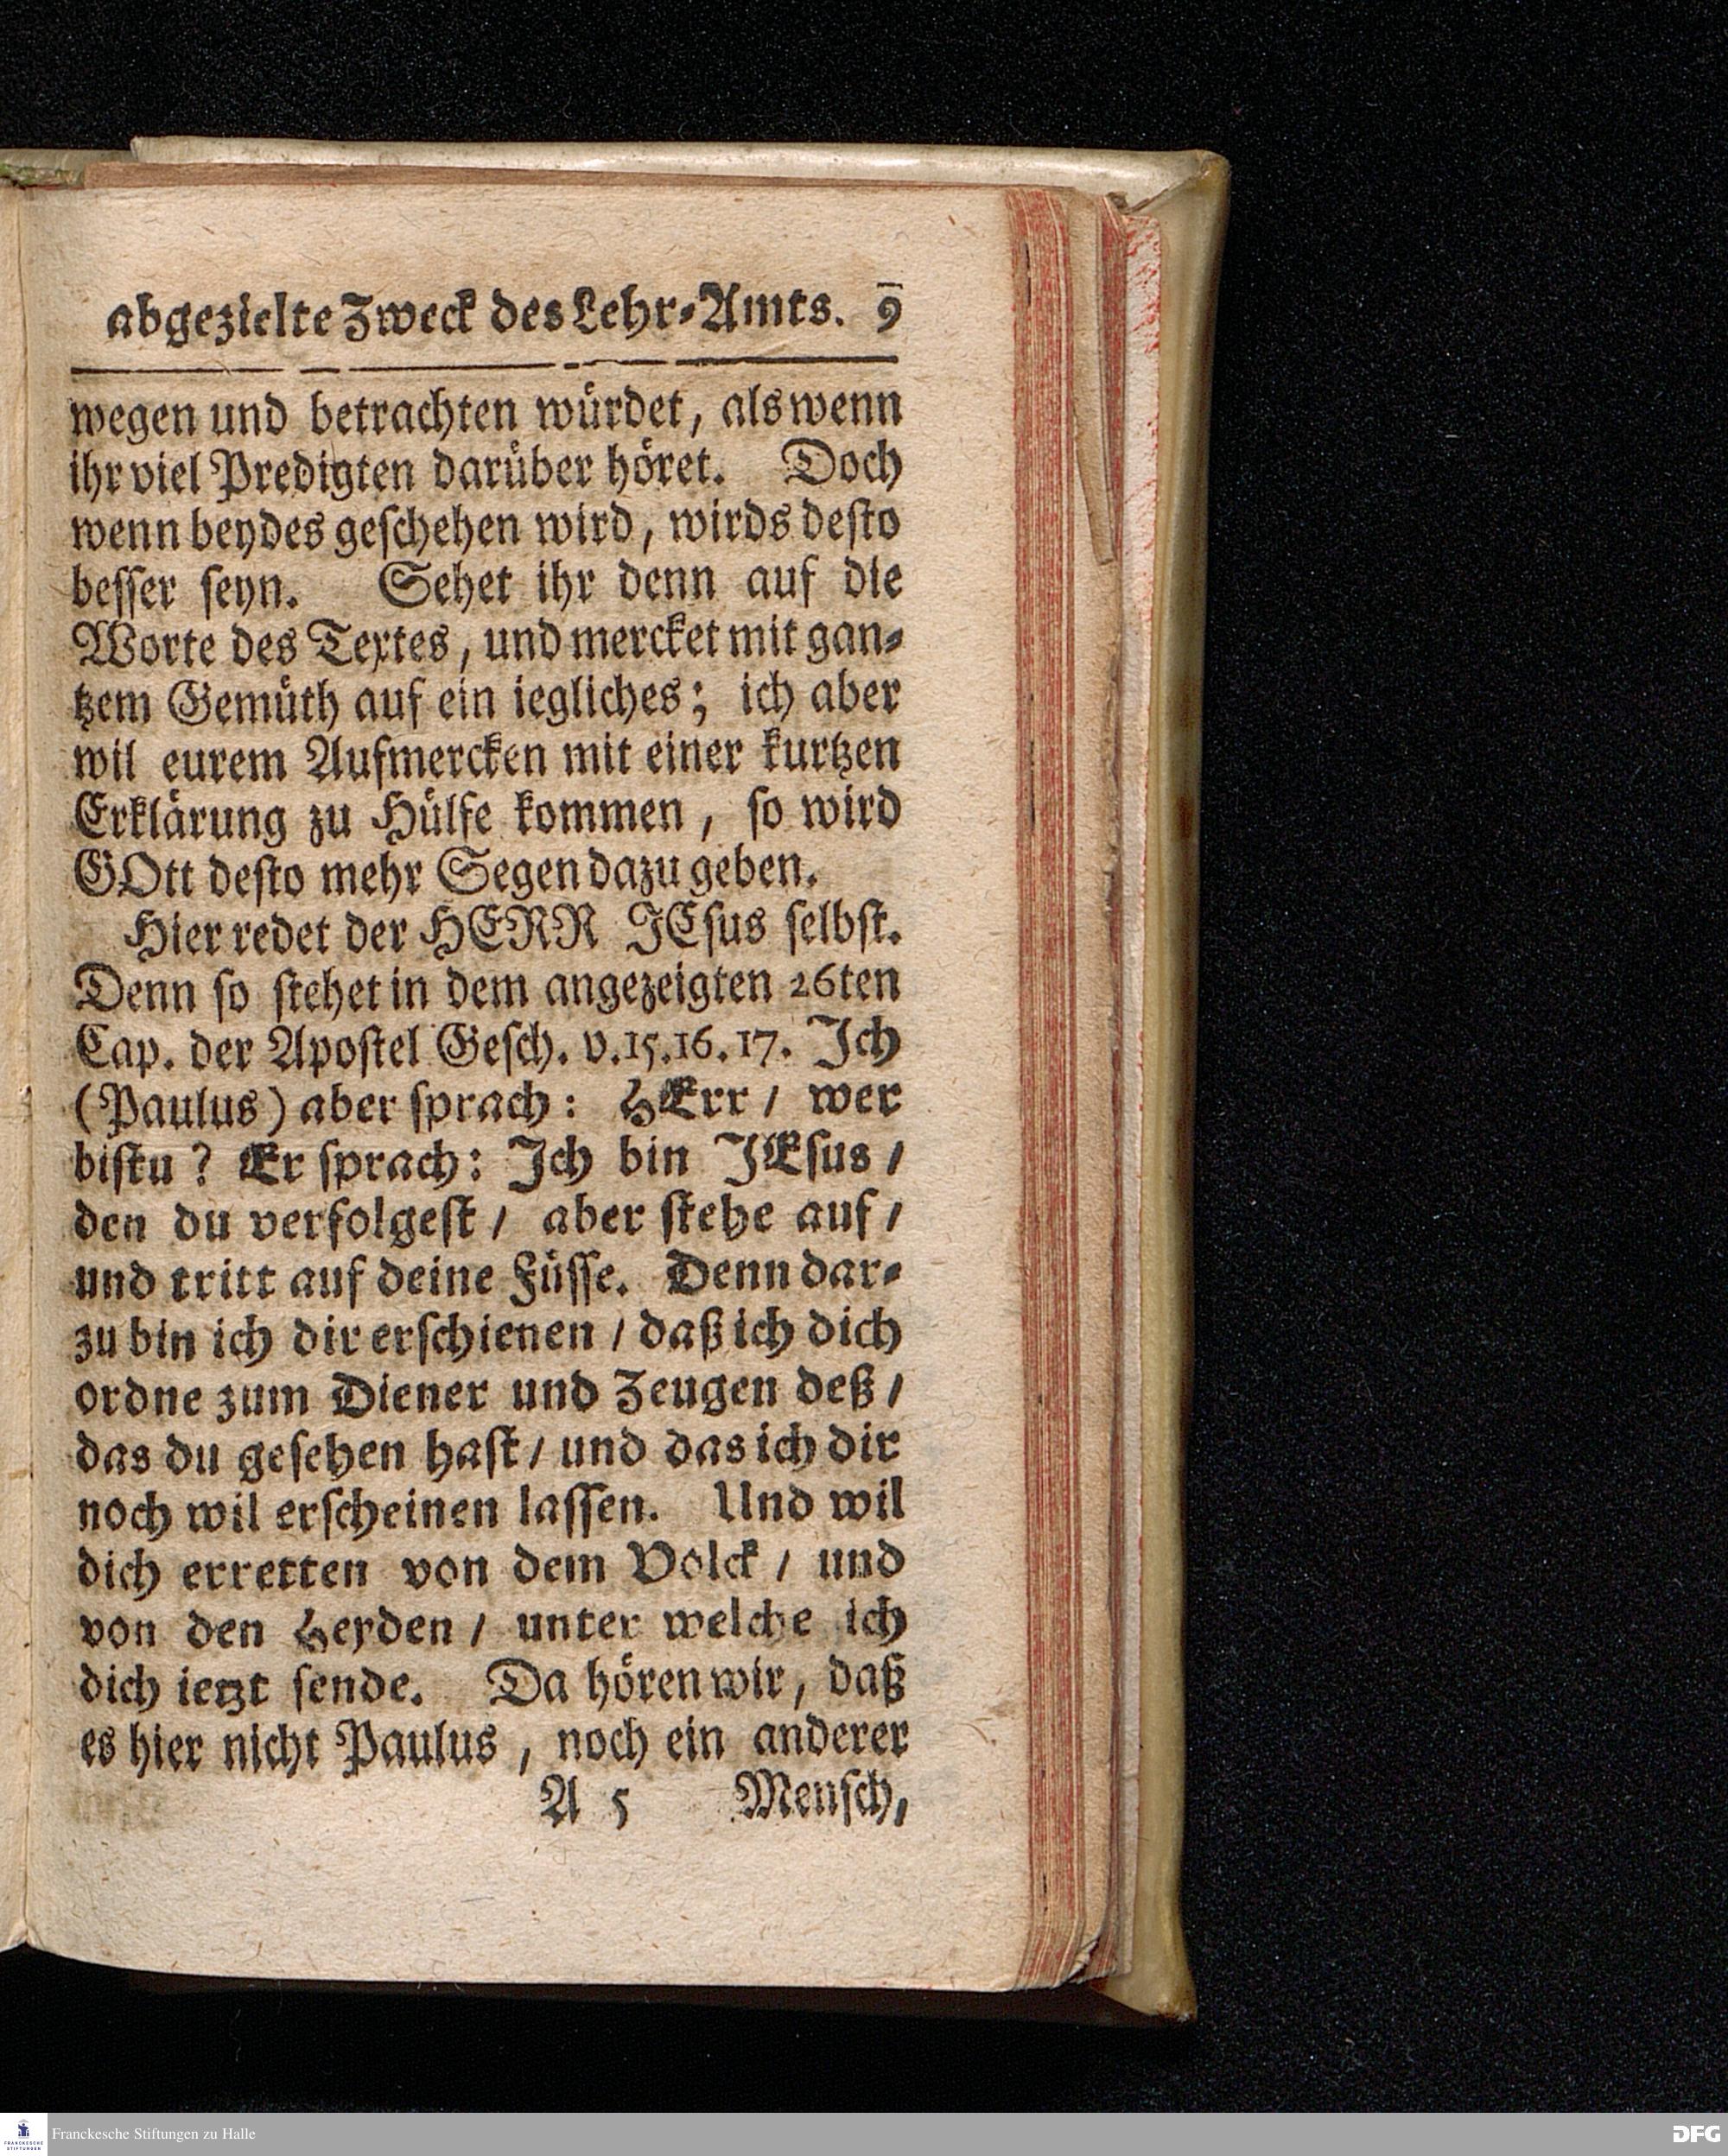 abgezielte Zweck des Lehr-Amts. 9
wegen und betrachten würdet, als wenn
ihr viel Predigten darüber höret. Doch
wenn beydes geschehen wird, wirds desto
besser seyn. Sehet ihr denn auf die
Worte des Textes, und mercket mit gan-
tzem Gemüth auf ein iegliches; ich aber
wil eurem Aufmercken mit einer kurtzen
Erklärung zu Hülfe kommen, so wird
GOtt desto mehr Segen dazu geben.
Hier redet der HERR JEsus selbst.
Denn so stehet in dem angezeigten 26ten
Cap. der Apostel Gesch. v.15.16.17. Ich
(Paulus) aber sprach: HErr / wer
bistu? Er sprach: Ich bin JEsus /
den du verfolgest / aber stehe auf /
und tritt auf deine Füsse. Denn dar-
zu bin ich dir erschienen / daß ich dich
ordne zum Diener und Zeugen deß /
das du gesehen hast / und das ich dir
noch wil erscheinen lassen. Und wil
dich erretten von dem Volck / und
von den Heyden / unter welche ich
dich ietzt sende. Da hören wir, daß
es hier nicht Paulus, noch ein anderer
A 5 Mensch,
FRANCKESCHE
STIFTUNGEN
Franckesche Stiftungen zu Halle
DFG